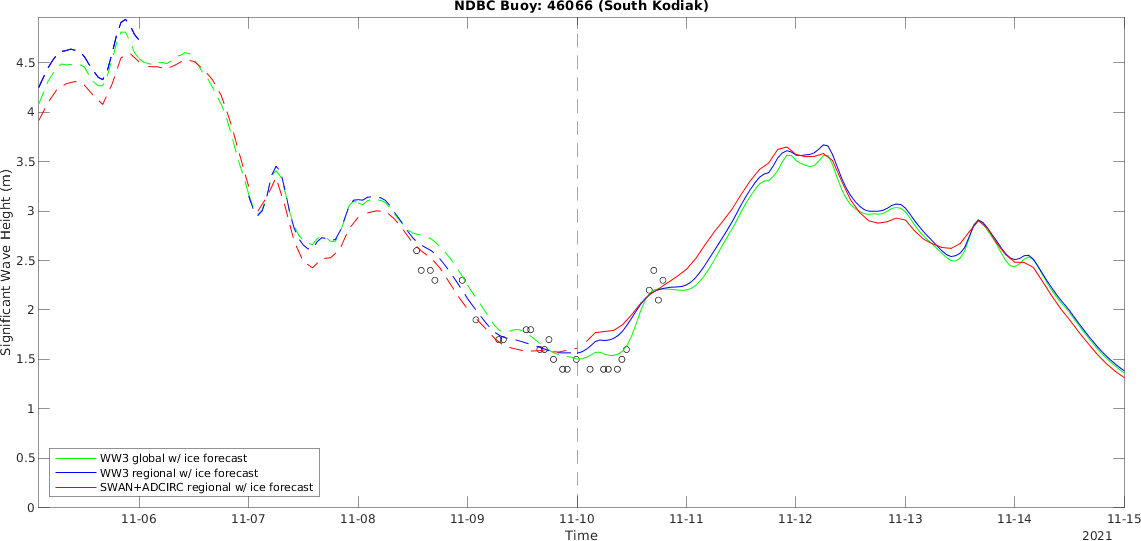 NDBC Buoy: 46066 (South Kodiak)
Significant Wave Height (m)
4.5
4
3.5
3
2.5
2
1.5
1
0.5
0
WW3 global w/ ice forecast
WW3 regional w/ ice forecast
SWAN+ADCIRC regional w/ ice forecast
11-06 11-07 11-08 11-09 11-10 11-11 11-12 11-13 11-14 11-15
Time
2021